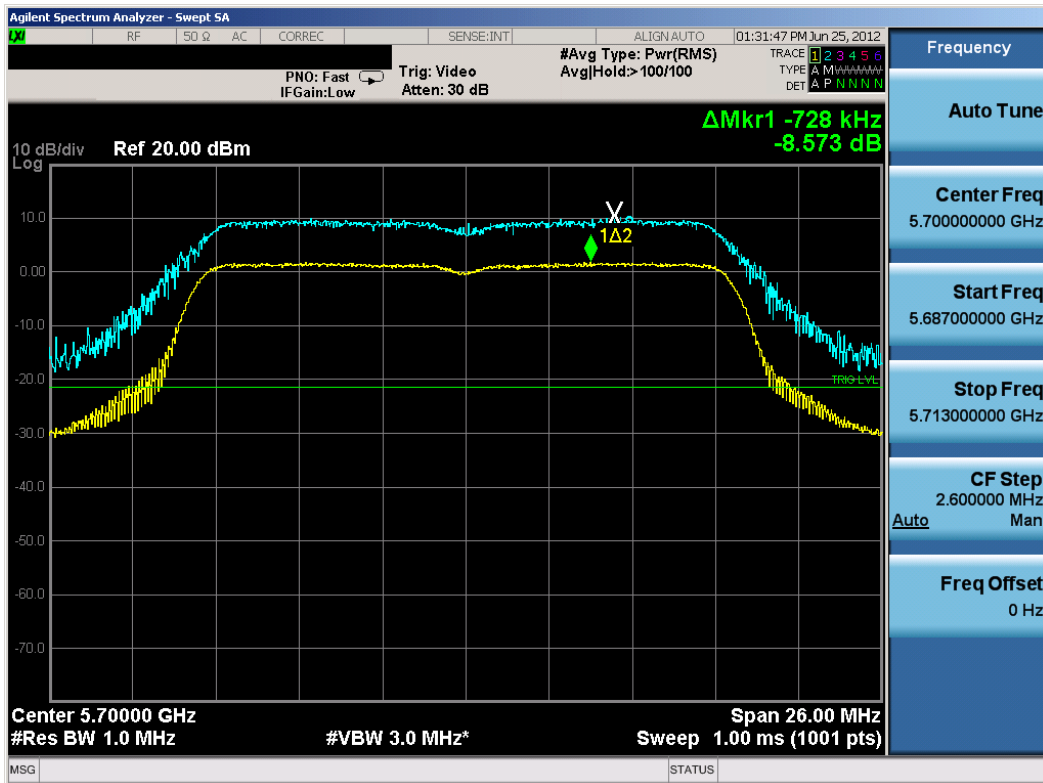 Agilent Spectrum Analyzer - Swept SA
LXI RF 50 Ω AC CORREC SENSE:INT ALIGN AUTO 01:31:47 PM Jun 25, 2012
#Avg Type: Pwr(RMS) TRACE 1 2 3 4 5 6
PNO: Fast Trig: Video Avg|Hold:>100/100 TYPE A M W W W W
IFGain:Low Atten: 30 dB DET A P N N N N
ΔMkr1 -728 kHz
10 dB/div Ref 20.00 dBm -8.573 dB
Log
10.0
0.00
-10.0
-20.0
-30.0
-40.0
-50.0
-60.0
-70.0
X
1Δ2
TRIG LVL
Center 5.70000 GHz Span 26.00 MHz
#Res BW 1.0 MHz #VBW 3.0 MHz* Sweep 1.00 ms (1001 pts)
MSG STATUS
Frequency
Auto Tune
Center Freq
5.700000000 GHz
Start Freq
5.687000000 GHz
Stop Freq
5.713000000 GHz
CF Step
2.600000 MHz
Auto Man
Freq Offset
0 Hz